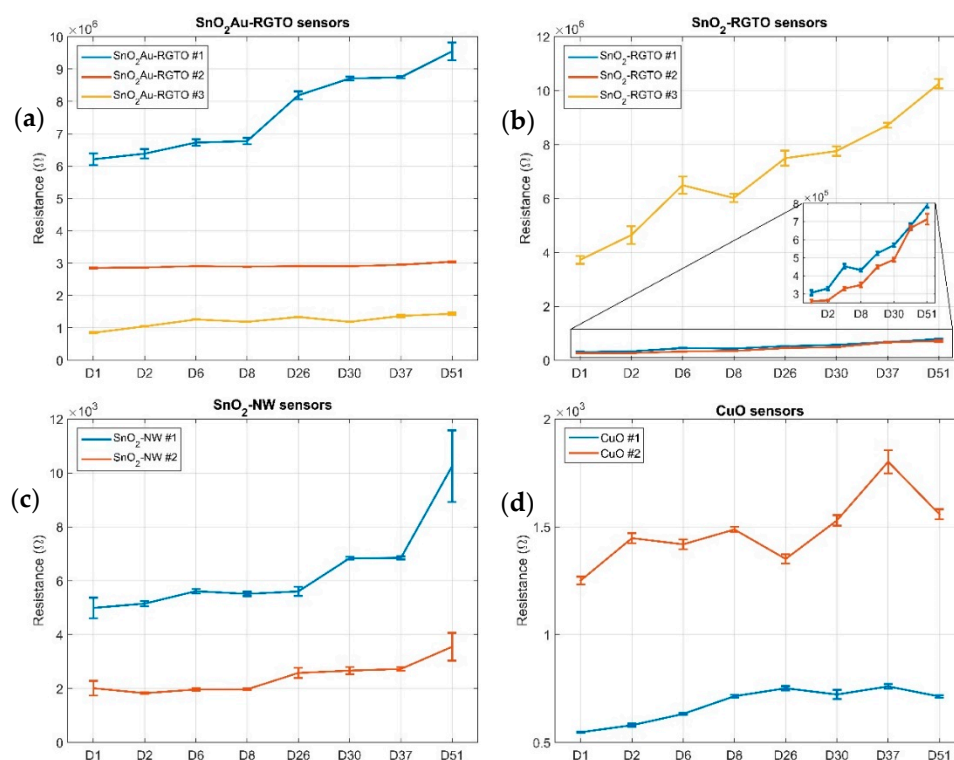 SnO2Au-RGTO sensors
×10^6
(a)
SnO2Au-RGTO #1
SnO2Au-RGTO #2
SnO2Au-RGTO #3
Resistance (Ω)
10
9
8
7
6
5
4
3
2
1
0
D1 D2 D6 D8 D26 D30 D37 D51
SnO2-RGTO sensors
×10^6
(b)
SnO2-RGTO #1
SnO2-RGTO #2
SnO2-RGTO #3
Resistance (Ω)
12
10
8
6
4
2
0
×10^5
8
7
6
5
4
3
D2 D8 D30 D51
D1 D2 D6 D8 D26 D30 D37 D51
SnO2-NW sensors
×10^3
(c)
SnO2-NW #1
SnO2-NW #2
Resistance (Ω)
12
10
8
6
4
2
0
D1 D2 D6 D8 D26 D30 D37 D51
CuO sensors
×10^3
(d)
CuO #1
CuO #2
Resistance (Ω)
2
1.5
1
0.5
D1 D2 D6 D8 D26 D30 D37 D51